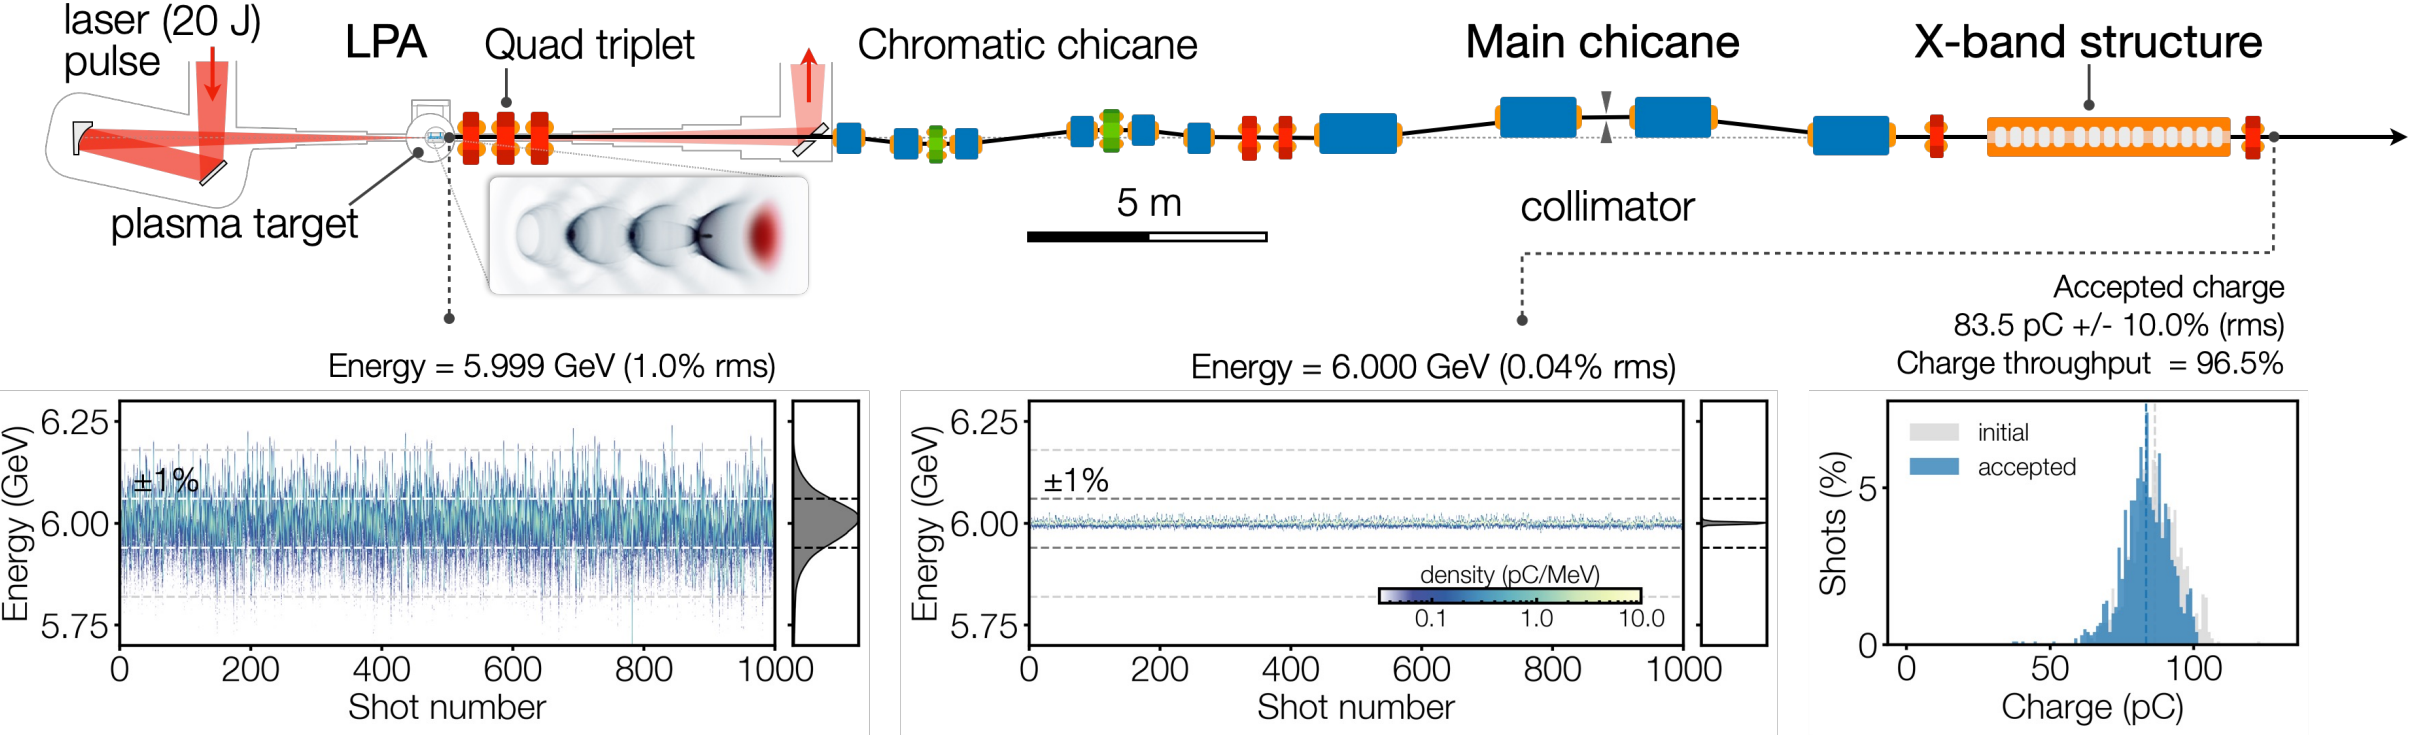 laser (20 J)
pulse
LPA
Quad triplet
Chromatic chicane
Main chicane
X-band structure
plasma target
5 m
collimator
Accepted charge
83.5 pC +/- 10.0% (rms)
Charge throughput = 96.5%
Energy = 5.999 GeV (1.0% rms)
Energy (GeV)
6.25
6.00
5.75
±1%
0 200 400 600 800 1000
Shot number
Energy = 6.000 GeV (0.04% rms)
Energy (GeV)
6.25
6.00
5.75
±1%
density (pC/MeV)
0.1 1.0 10.0
0 200 400 600 800 1000
Shot number
Shots (%)
5
0
initial
accepted
0 50 100
Charge (pC)